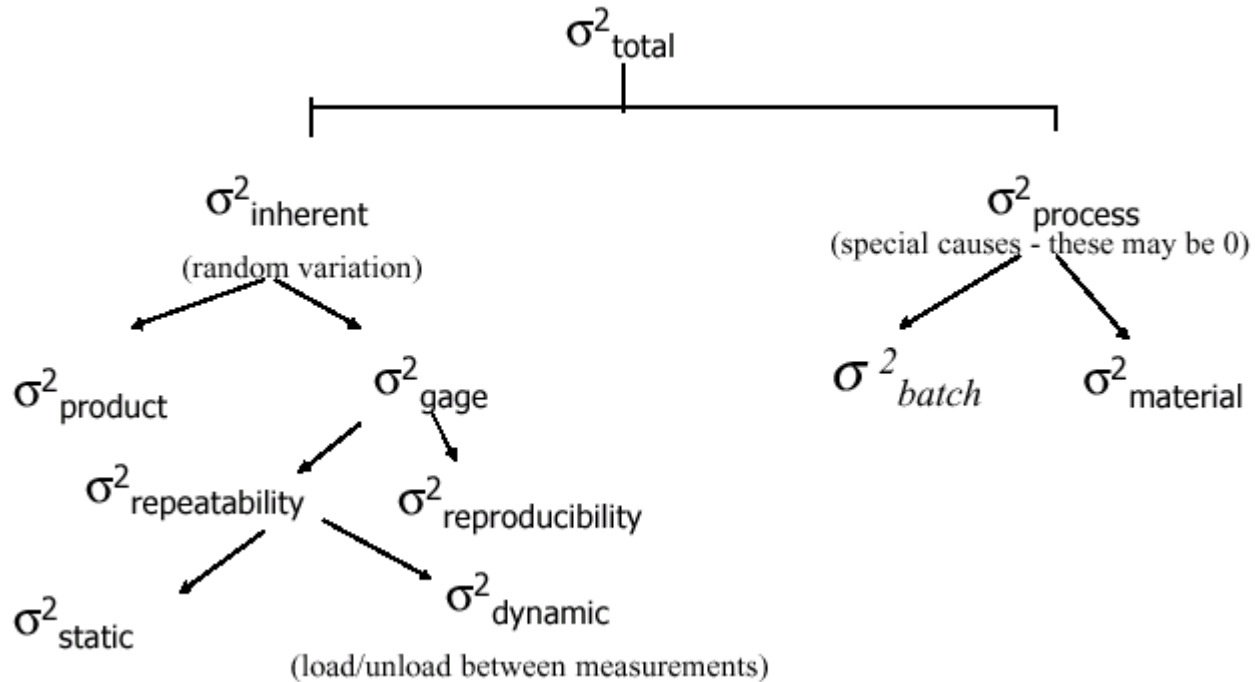 σ²total
σ²inherent
(random variation)
σ²process
(special causes - these may be 0)
σ²product
σ²gage
σ²batch
σ²material
σ²repeatability
σ²reproducibility
σ²static
σ²dynamic
(load/unload between measurements)